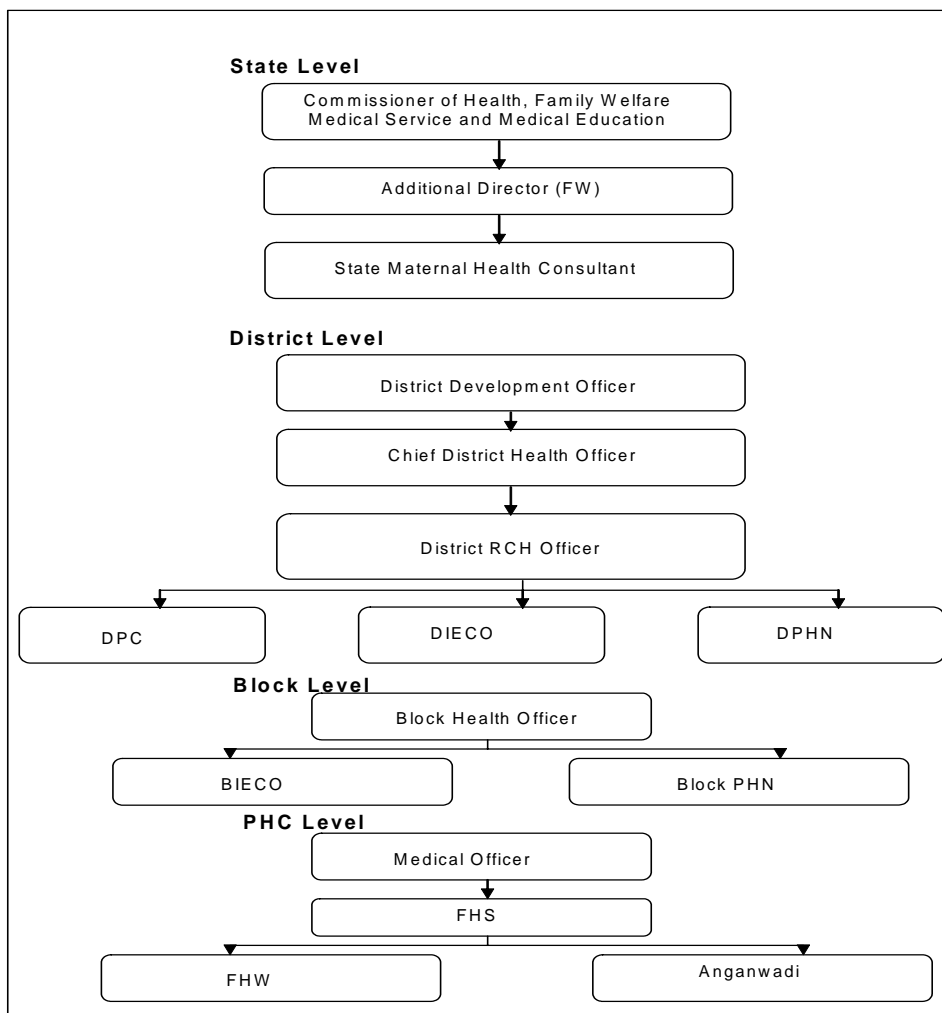 State Level
Commissioner of Health, Family Welfare
Medical Service and Medical Education
Additional Director (FW)
State Maternal Health Consultant
District Level
District Development Officer
Chief District Health Officer
District RCH Officer
DPC
DIECO
DPHN
Block Level
Block Health Officer
BIECO
Block PHN
PHC Level
Medical Officer
FHS
FHW
Anganwadi